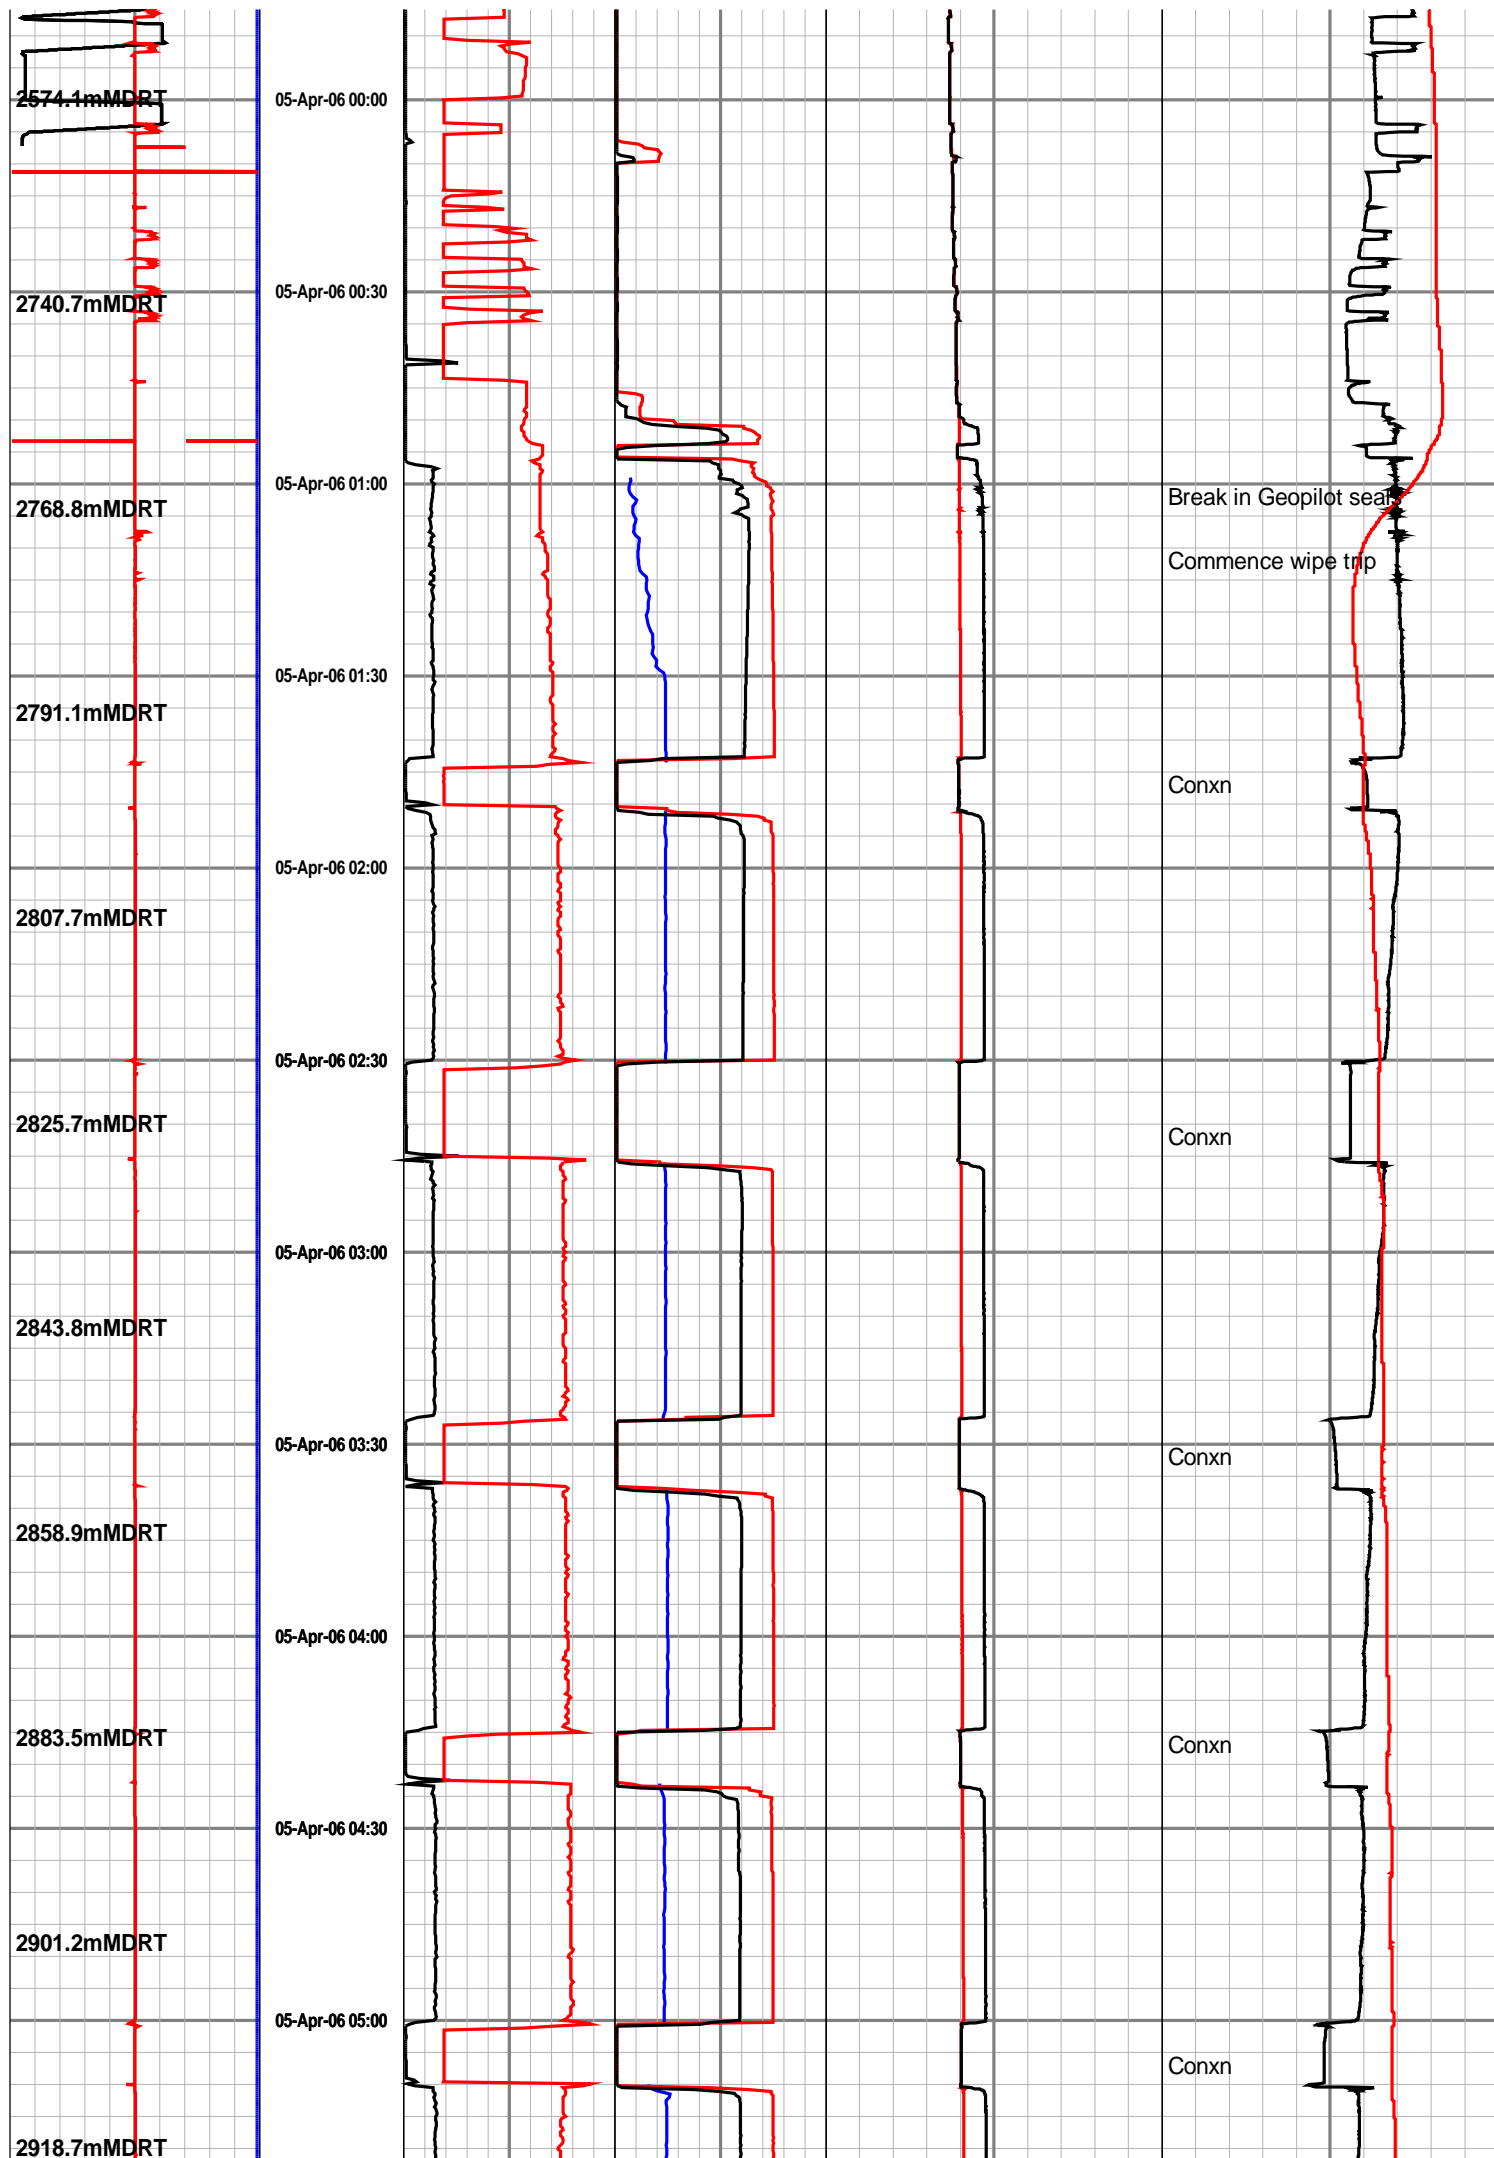 2574.1mMDRT
05-Apr-06 00:00
05-Apr-06 00:30
2740.7mMDRT
05-Apr-06 01:00
Break in Geopilot seals
2768.8mMDRT
Commence wipe trip
05-Apr-06 01:30
2791.1mMDRT
Conxn
05-Apr-06 02:00
2807.7mMDRT
05-Apr-06 02:30
2825.7mMDRT
Conxn
05-Apr-06 03:00
2843.8mMDRT
05-Apr-06 03:30
Conxn
2858.9mMDRT
05-Apr-06 04:00
2883.5mMDRT
Conxn
05-Apr-06 04:30
2901.2mMDRT
05-Apr-06 05:00
Conxn
2918.7mMDRT